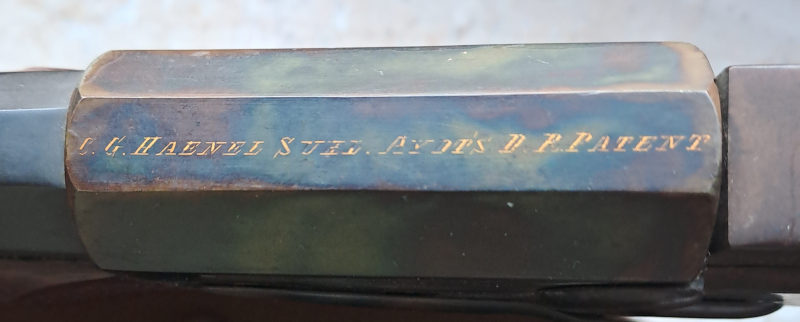 C. G. HAENEL SUHL. AYDT'S D. R. PATENT